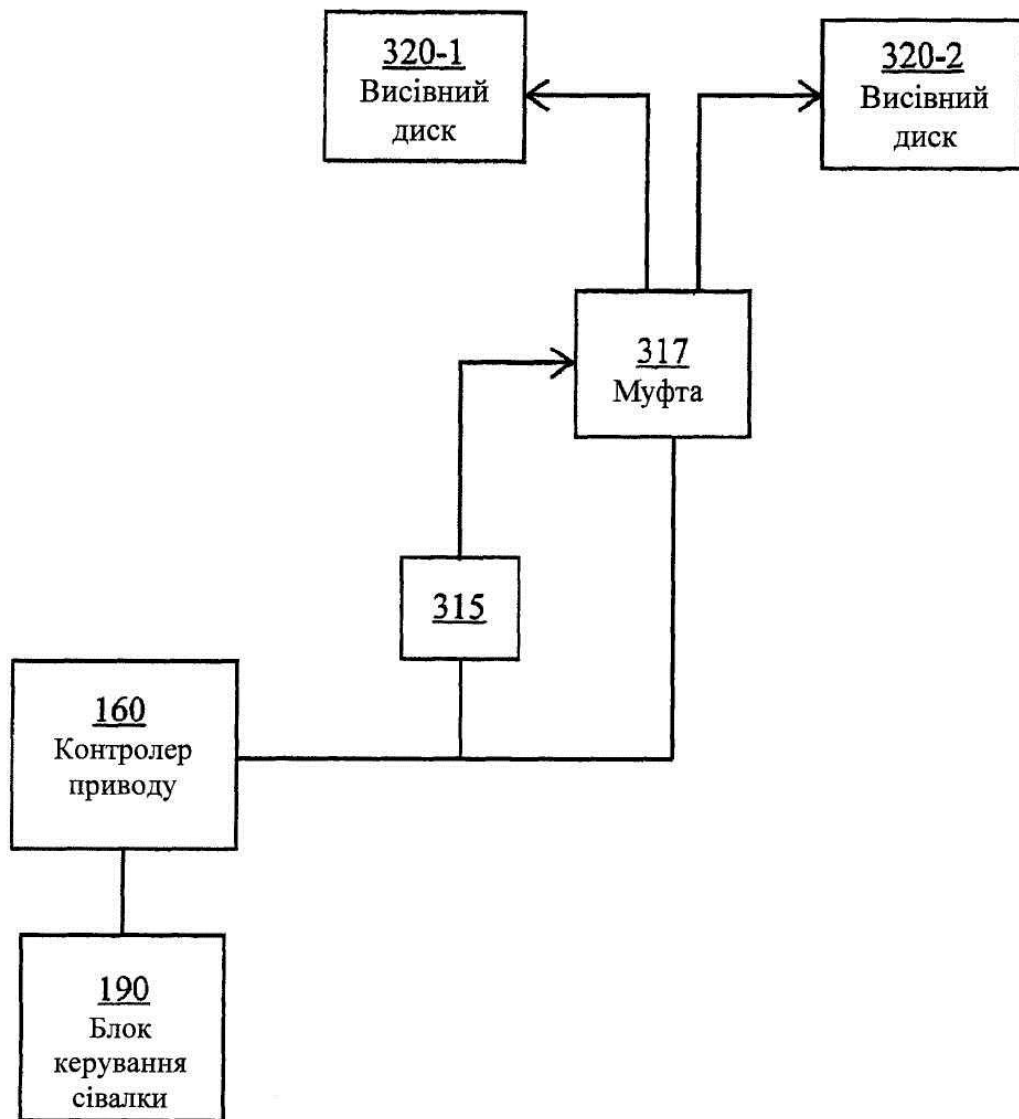 320-1
Висівний
диск
320-2
Висівний
диск
317
Муфта
315
160
Контролер
приводу
190
Блок
керування
сівалки